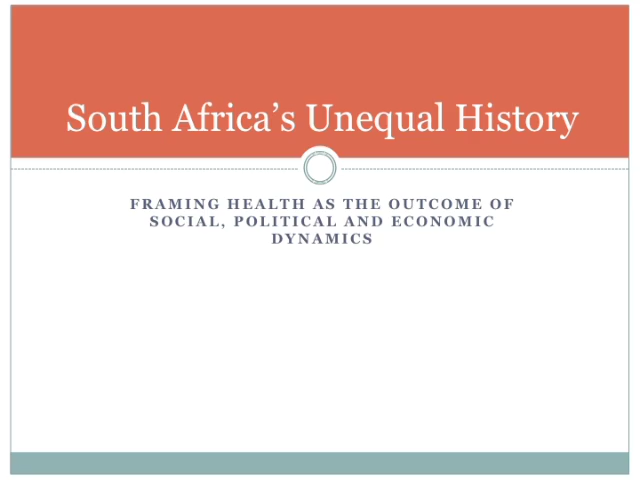 South Africa’s Unequal History
FRAMING HEALTH AS THE OUTCOME OF
SOCIAL, POLITICAL AND ECONOMIC
DYNAMICS